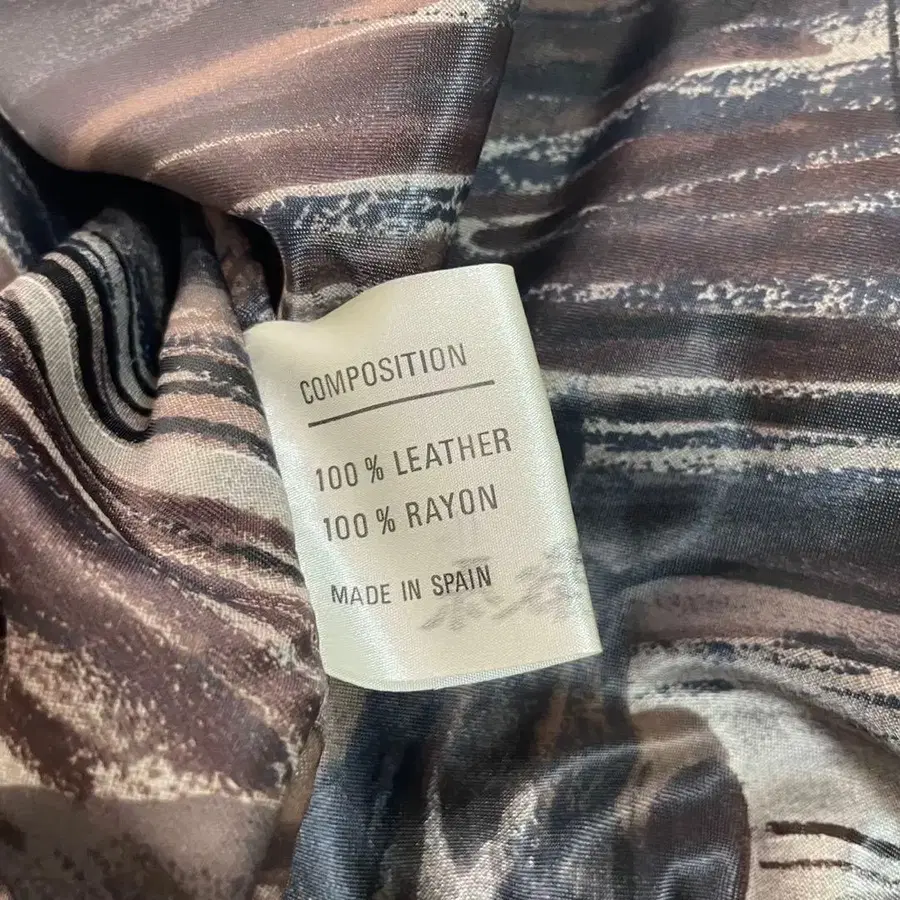 COMPOSITION
100 % LEATHER
100 % RAYON
MADE IN SPAIN